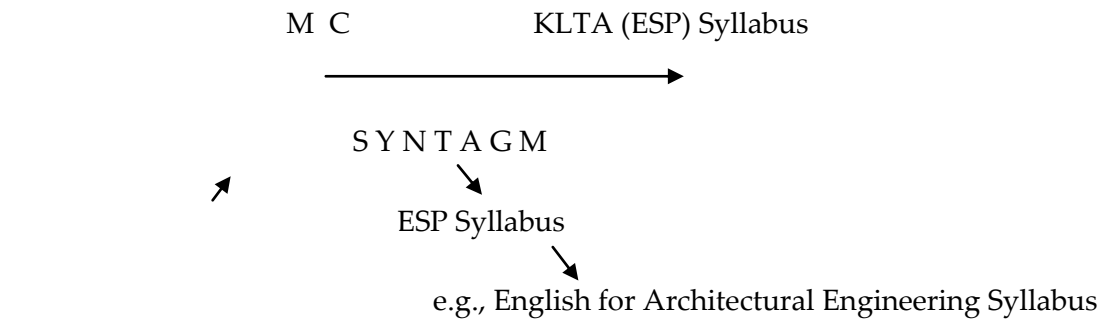 M C KLTA (ESP) Syllabus
S Y N T A G M
ESP Syllabus
e.g., English for Architectural Engineering Syllabus